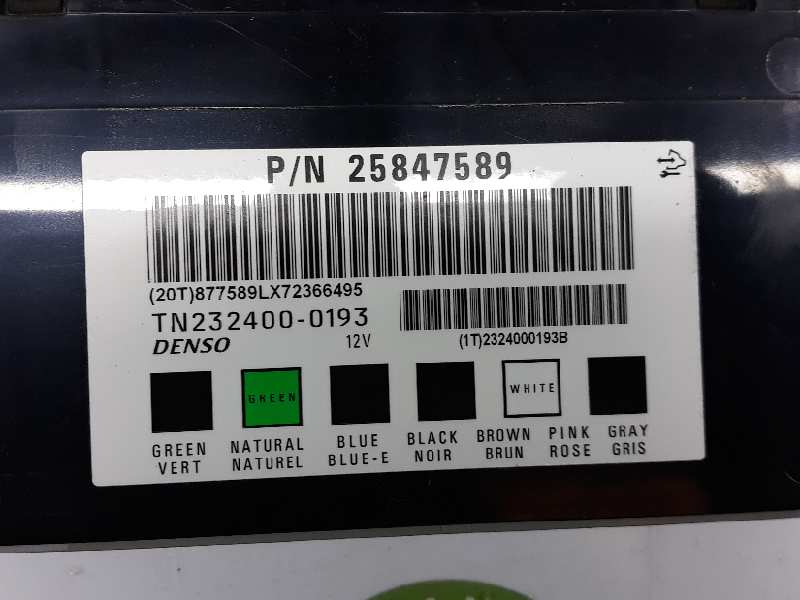 P/N 25847589
(20T)877589LX72366495
TN232400-0193
DENSO 12V
(1T)2324000193B
GREEN
WHITE
GREEN NATURAL BLUE BLACK BROWN PINK GRAY
VERT NATUREL BLUE-E NOIR BRUN ROSE GRIS